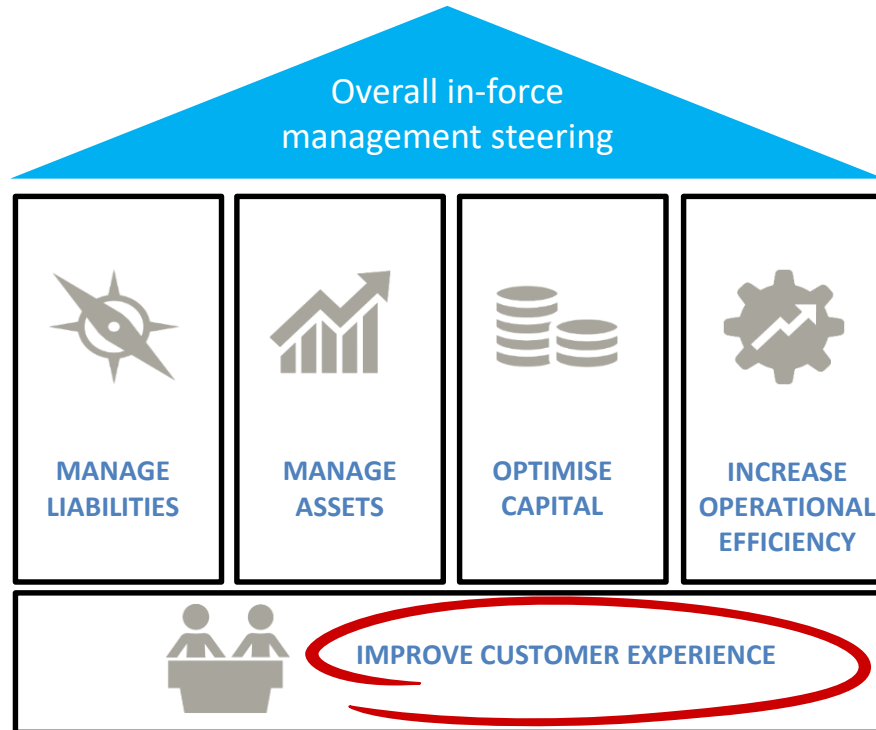 Overall in-force
management steering
MANAGE
LIABILITIES
MANAGE
ASSETS
OPTIMISE
CAPITAL
INCREASE
OPERATIONAL
EFFICIENCY
IMPROVE CUSTOMER EXPERIENCE